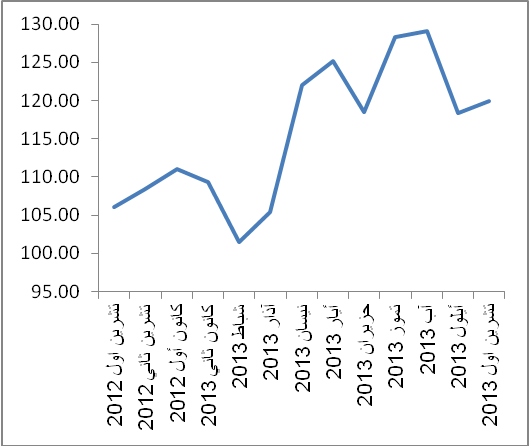 130.00
125.00
120.00
115.00
110.00
105.00
100.00
95.00
تشرين اول 2012
تشرين ثاني 2012
كانون أول 2012
كانون ثاني 2013
شباط 2013
آذار 2013
نيسان 2013
أيار 2013
حزيران 2013
تموز 2013
آب 2013
أيلول 2013
تشرين اول 2013